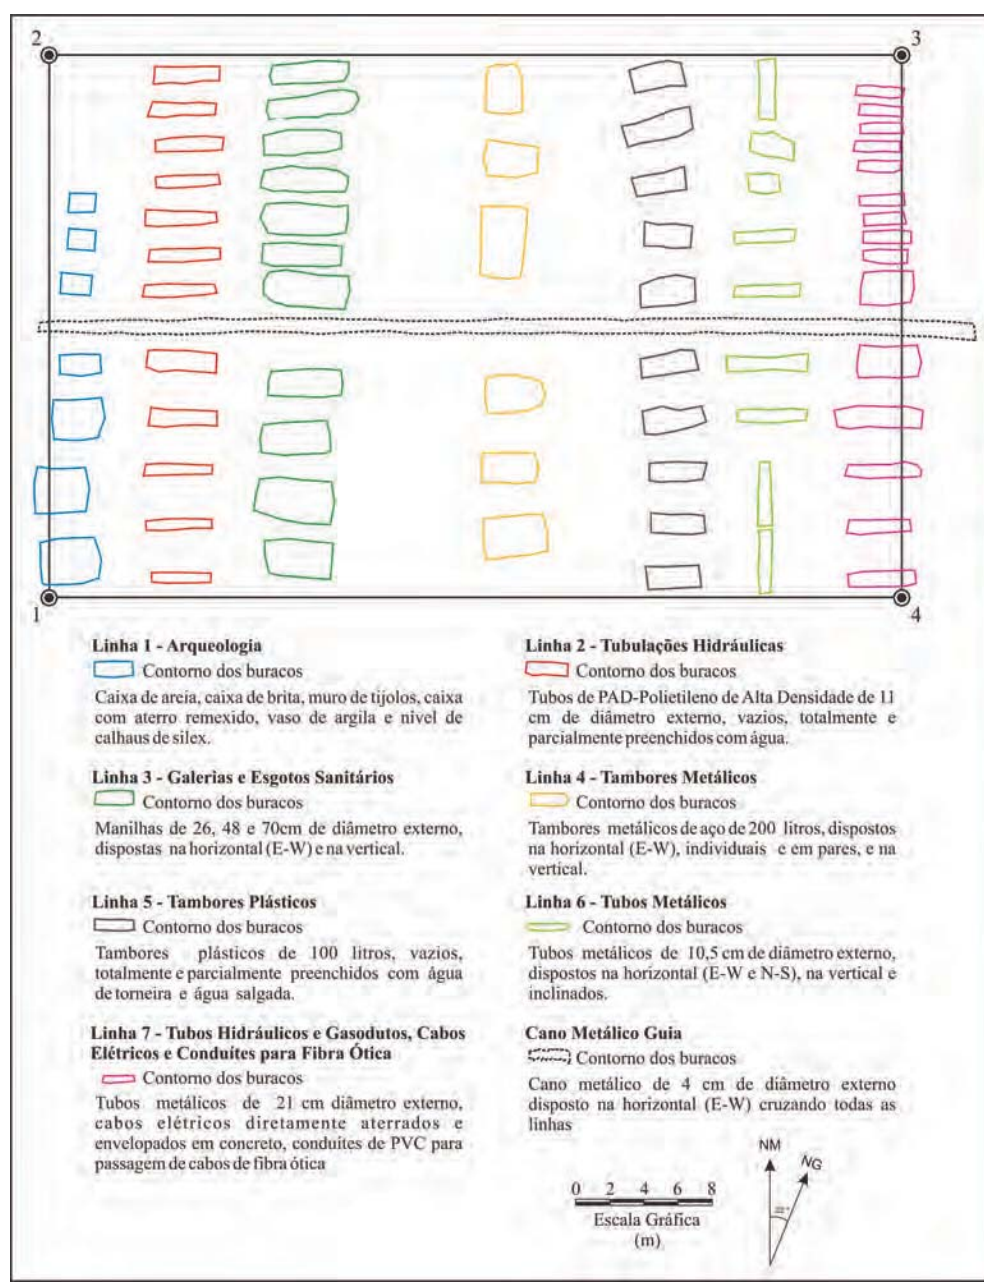 2
3
1
4
Linha 1 - Arqueologia
Contorno dos buracos
Caixa de areia, caixa de brita, muro de tijolos, caixa
com aterro remexido, vaso de argila e nivel de
calhaus de silex.
Linha 2 - Tubulações Hidráulicas
Contorno dos buracos
Tubos de PAD-Polietileno de Alta Densidade de 11
cm de diâmetro externo, vazios, totalmente e
parcialmente preenchidos com água.
Linha 3 - Galerias e Esgotos Sanitários
Contorno dos buracos
Manilhas de 26, 48 e 70cm de diâmetro externo,
dispostas na horizontal (E-W) e na vertical.
Linha 4 - Tambores Metálicos
Contorno dos buracos
Tambores metálicos de aço de 200 litros, dispostos
na horizontal (E-W), individuais e em pares, e na
vertical.
Linha 5 - Tambores Plásticos
Contorno dos buracos
Tambores plásticos de 100 litros, vazios,
totalmente e parcialmente preenchidos com água
de torneira e água salgada.
Linha 6 - Tubos Metálicos
Contorno dos buracos
Tubos metálicos de 10,5 cm de diâmetro externo,
dispostos na horizontal (E-W e N-S), na vertical e
inclinados.
Linha 7 - Tubos Hidráulicos e Gasodutos, Cabos
Elétricos e Conduítes para Fibra Ótica
Contorno dos buracos
Tubos metálicos de 21 cm diâmetro externo,
cabos elétricos diretamente aterrados e
envelopados em concreto, conduítes de PVC para
passagem de cabos de fibra ótica
Cano Metálico Guia
Contorno dos buracos
Cano metálico de 4 cm de diâmetro externo
disposto na horizontal (E-W) cruzando todas as
linhas
NM
NG
0 2 4 6 8
Escala Gráfica
(m)